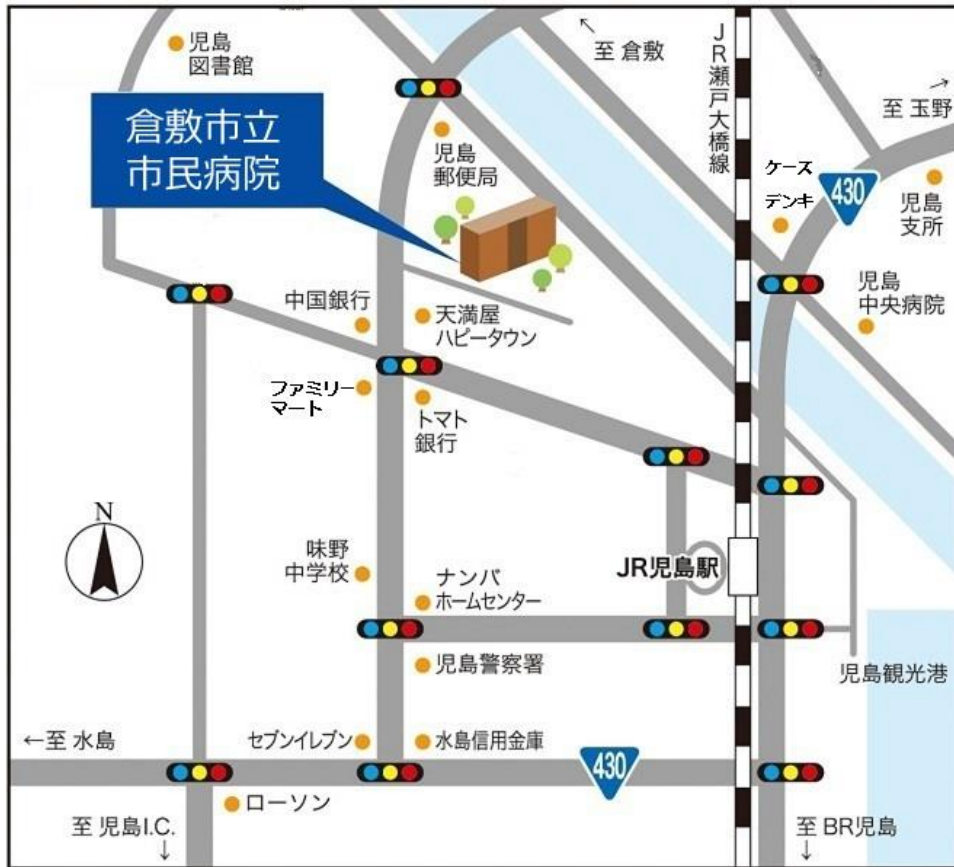 児島
図書館
至 倉敷
JR瀬戸大橋線
至 玉野
倉敷市立
市民病院
児島
郵便局
ケーズ
デンキ
430
児島
支所
児島
中央病院
中国銀行
天満屋
ハピータウン
ファミリー
マート
トマト
銀行
N
味野
中学校
ナンバ
ホームセンター
JR児島駅
児島警察署
児島観光港
←至 水島
セブンイレブン
水島信用金庫
430
ローソン
至 児島I.C.
至 BR児島